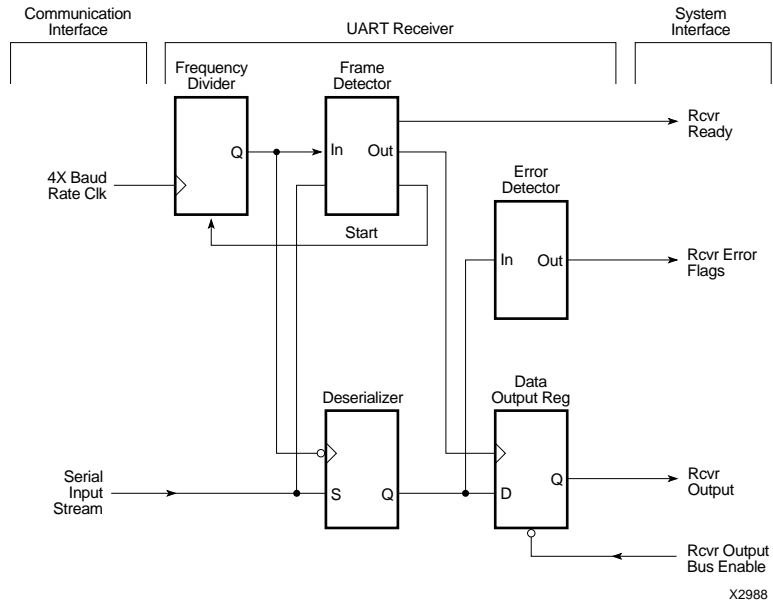 Communication
Interface
UART Receiver
System
Interface
Frequency
Divider
Frame
Detector
Q
In
Out
Rcvr
Ready
4X Baud
Rate Clk
Start
Error
Detector
In
Out
Rcvr Error
Flags
Deserializer
Data
Output Reg
Serial
Input
Stream
S
Q
D
Q
Rcvr
Output
Rcvr Output
Bus Enable
X2988